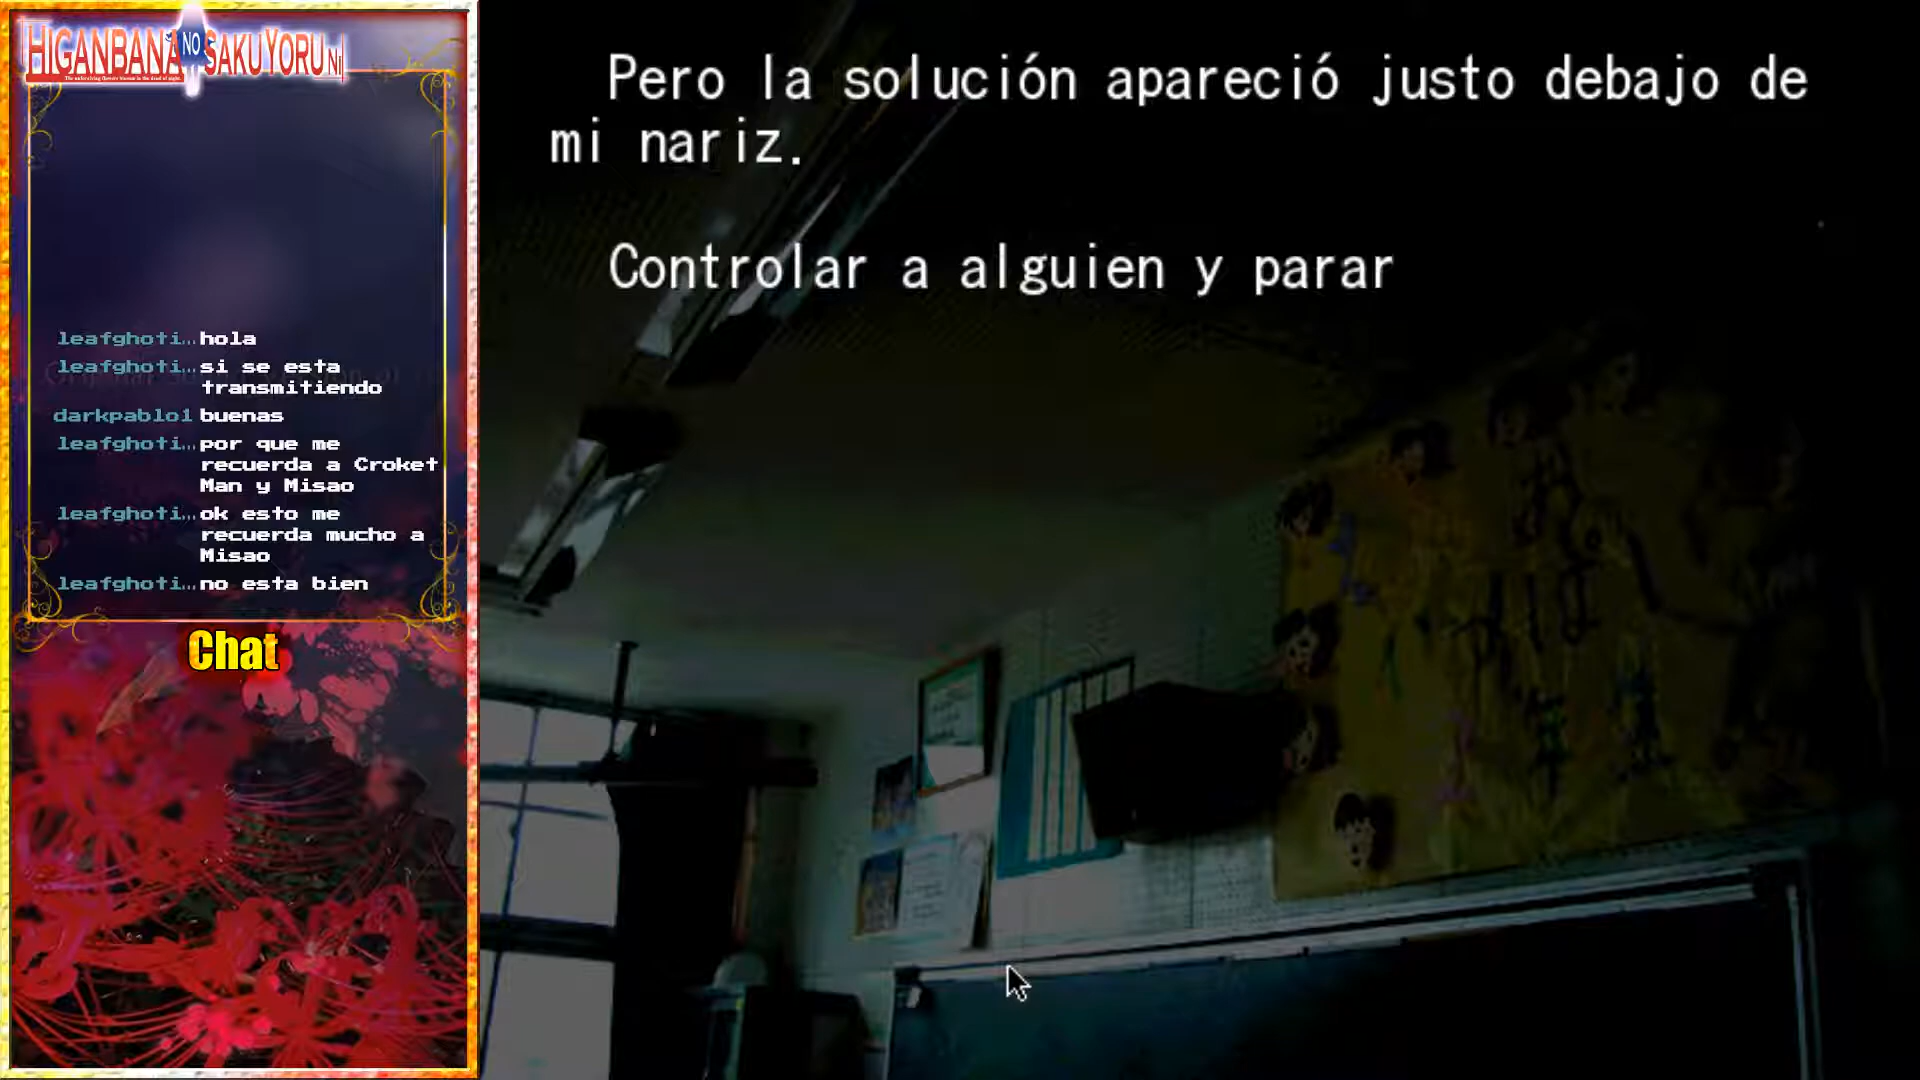 HIGANBANA NO SAKU YORU NI
Pero la solución apareció justo debajo de
mi nariz.
Controlar a alguien y parar
leafghoti… hola
leafghoti… si se esta
transmitiendo
darkpablo1 buenas
leafghoti… por que me
recuerda a Croket
Man y Misao
leafghoti… ok esto me
recuerda mucho a
Misao
leafghoti… no esta bien
Chat